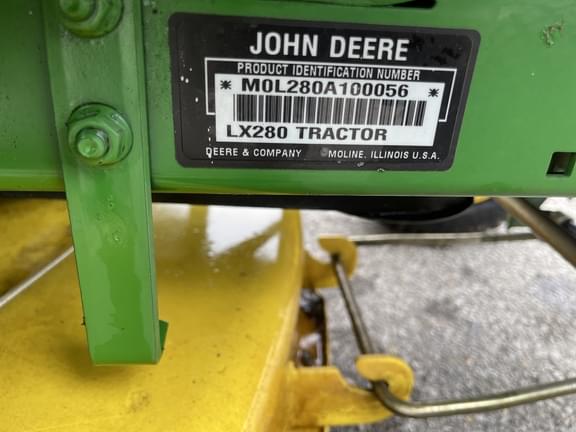 JOHN DEERE
PRODUCT IDENTIFICATION NUMBER
* M0L280A100056 *
LX280 TRACTOR
DEERE & COMPANY MOLINE, ILLINOIS U.S.A.